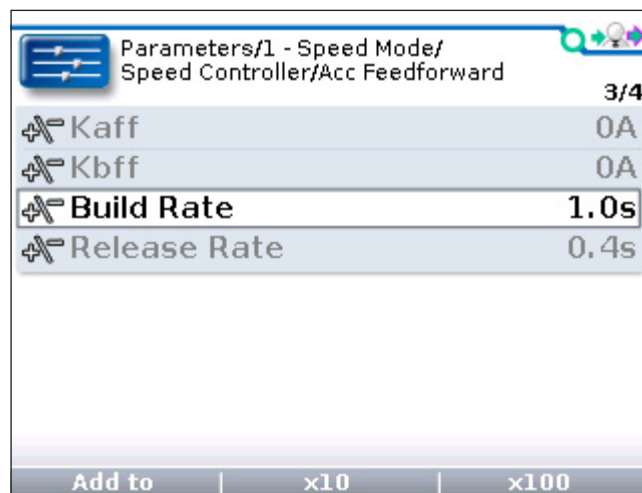 Parameters/1 - Speed Mode/
Speed Controller/Acc Feedforward
3/4
Kaff 0A
Kbff 0A
Build Rate 1.0s
Release Rate 0.4s
Add to | x10 | x100